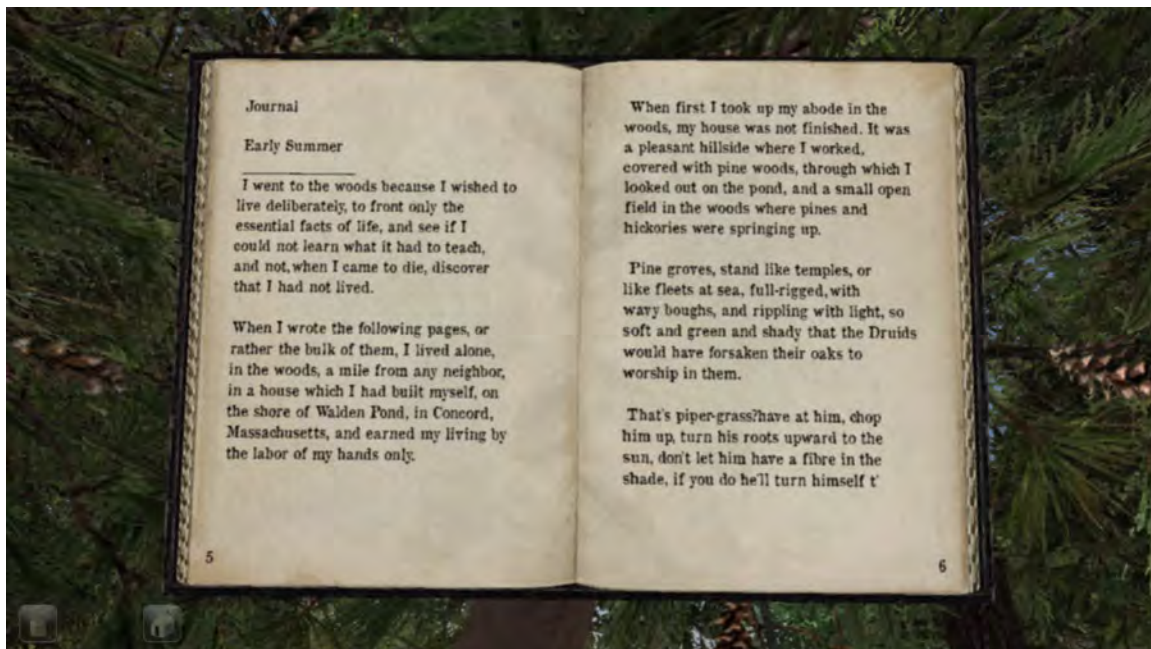 Journal
Early Summer
I went to the woods because I wished to
live deliberately, to front only the
essential facts of life, and see if I
could not learn what it had to teach,
and not, when I came to die, discover
that I had not lived.
When I wrote the following pages, or
rather the bulk of them, I lived alone,
in the woods, a mile from any neighbor,
in a house which I had built myself, on
the shore of Walden Pond, in Concord,
Massachusetts, and earned my living by
the labor of my hands only.
5
When first I took up my abode in the
woods, my house was not finished. It was
a pleasant hillside where I worked,
covered with pine woods, through which I
looked out on the pond, and a small open
field in the woods where pines and
hickories were springing up.
Pine groves, stand like temples, or
like fleets at sea, full-rigged, with
wavy boughs, and rippling with light, so
soft and green and shady that the Druids
would have forsaken their oaks to
worship in them.
That's piper-grass?have at him, chop
him up, turn his roots upward to the
sun, don't let him have a fibre in the
shade, if you do he'll turn himself t'
6